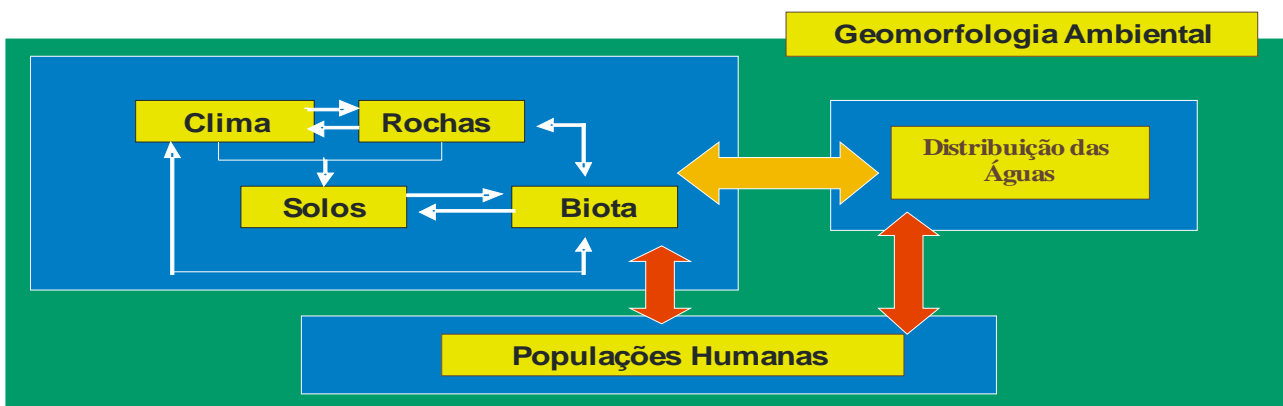 Geomorfologia Ambiental
Clima
Rochas
Distribuição das
Águas
Solos
Biota
Populações Humanas